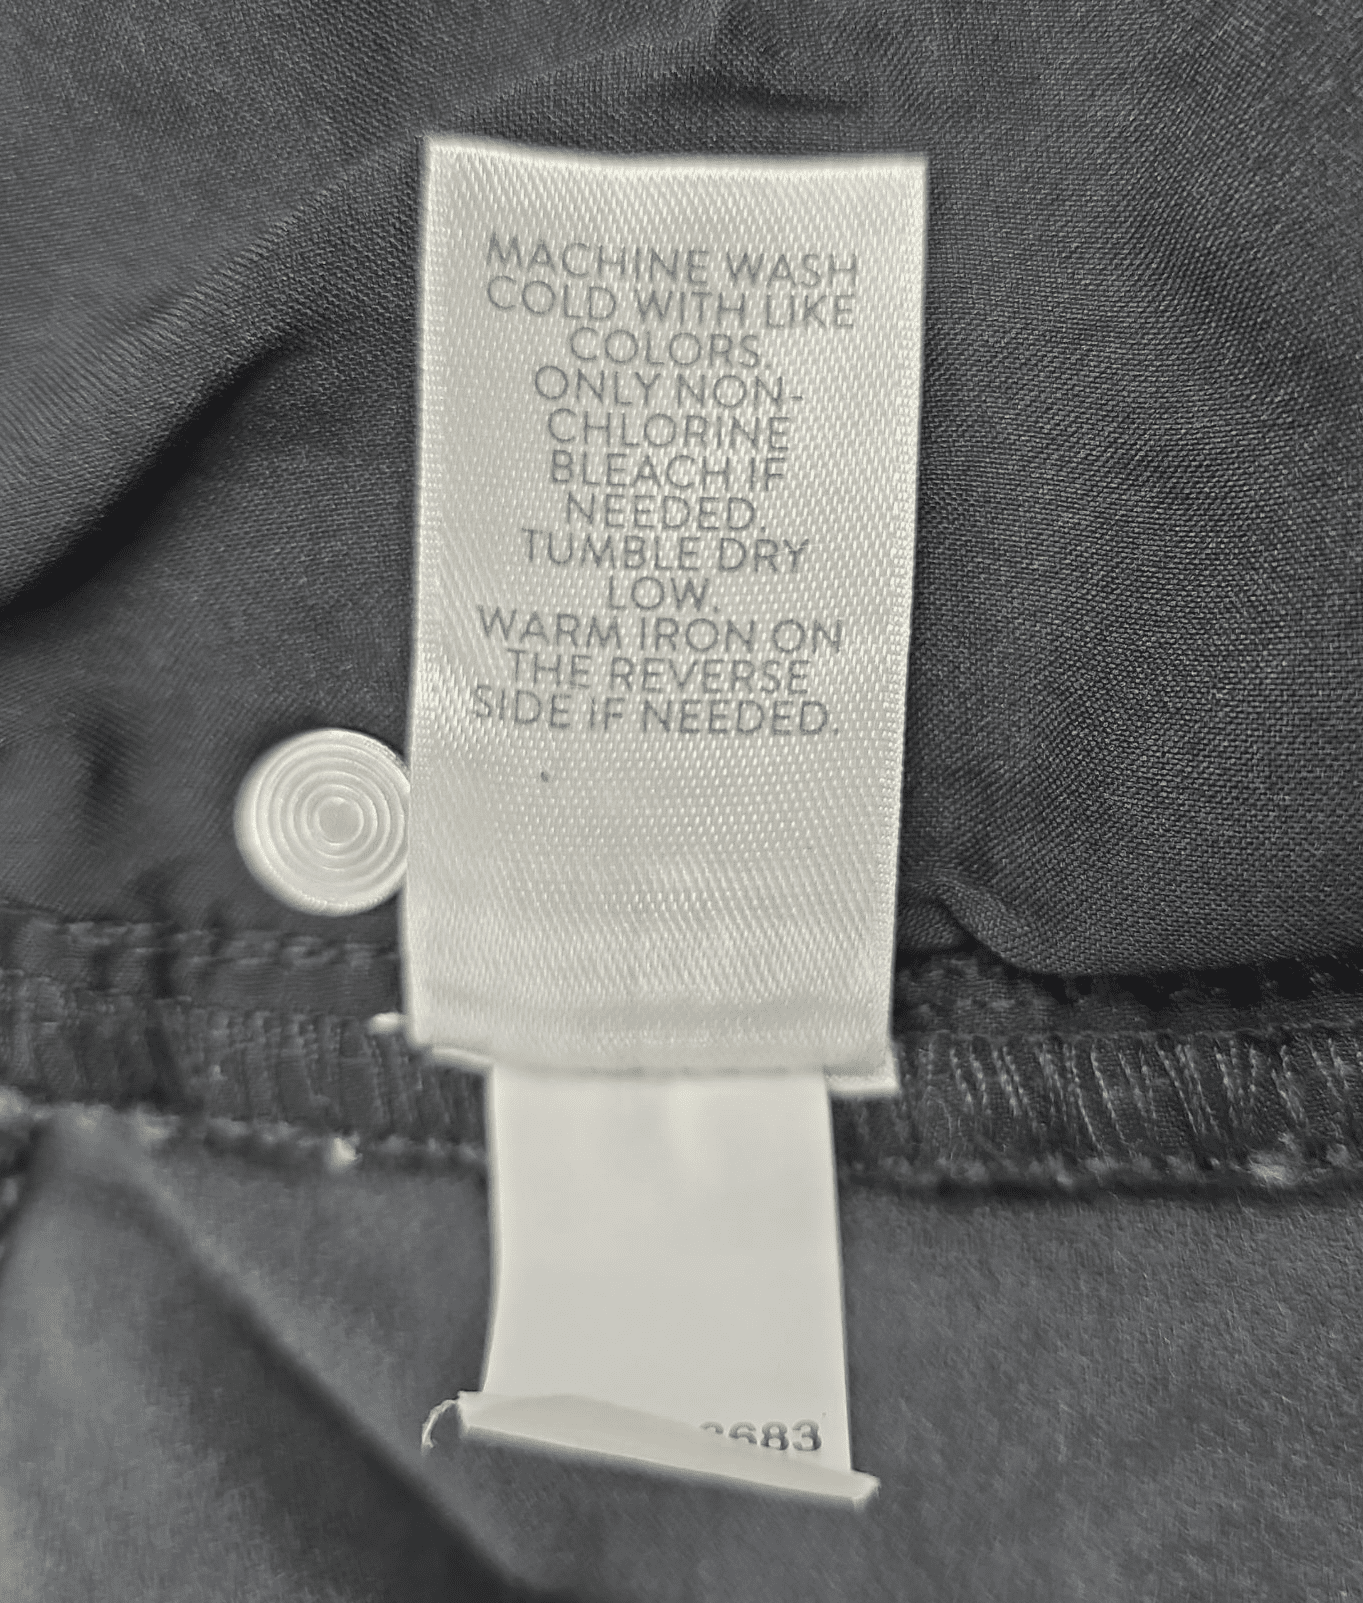 MACHINE WASH
COLD WITH LIKE
COLORS.
ONLY NON-
CHLORINE
BLEACH IF
NEEDED.
TUMBLE DRY
LOW.
WARM IRON ON
THE REVERSE
SIDE IF NEEDED.